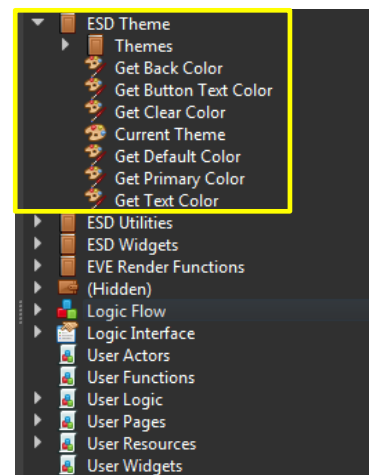 ESD Theme
Themes
Get Back Color
Get Button Text Color
Get Clear Color
Current Theme
Get Default Color
Get Primary Color
Get Text Color
ESD Utilities
ESD Widgets
EVE Render Functions
(Hidden)
Logic Flow
Logic Interface
User Actors
User Functions
User Logic
User Pages
User Resources
User Widgets